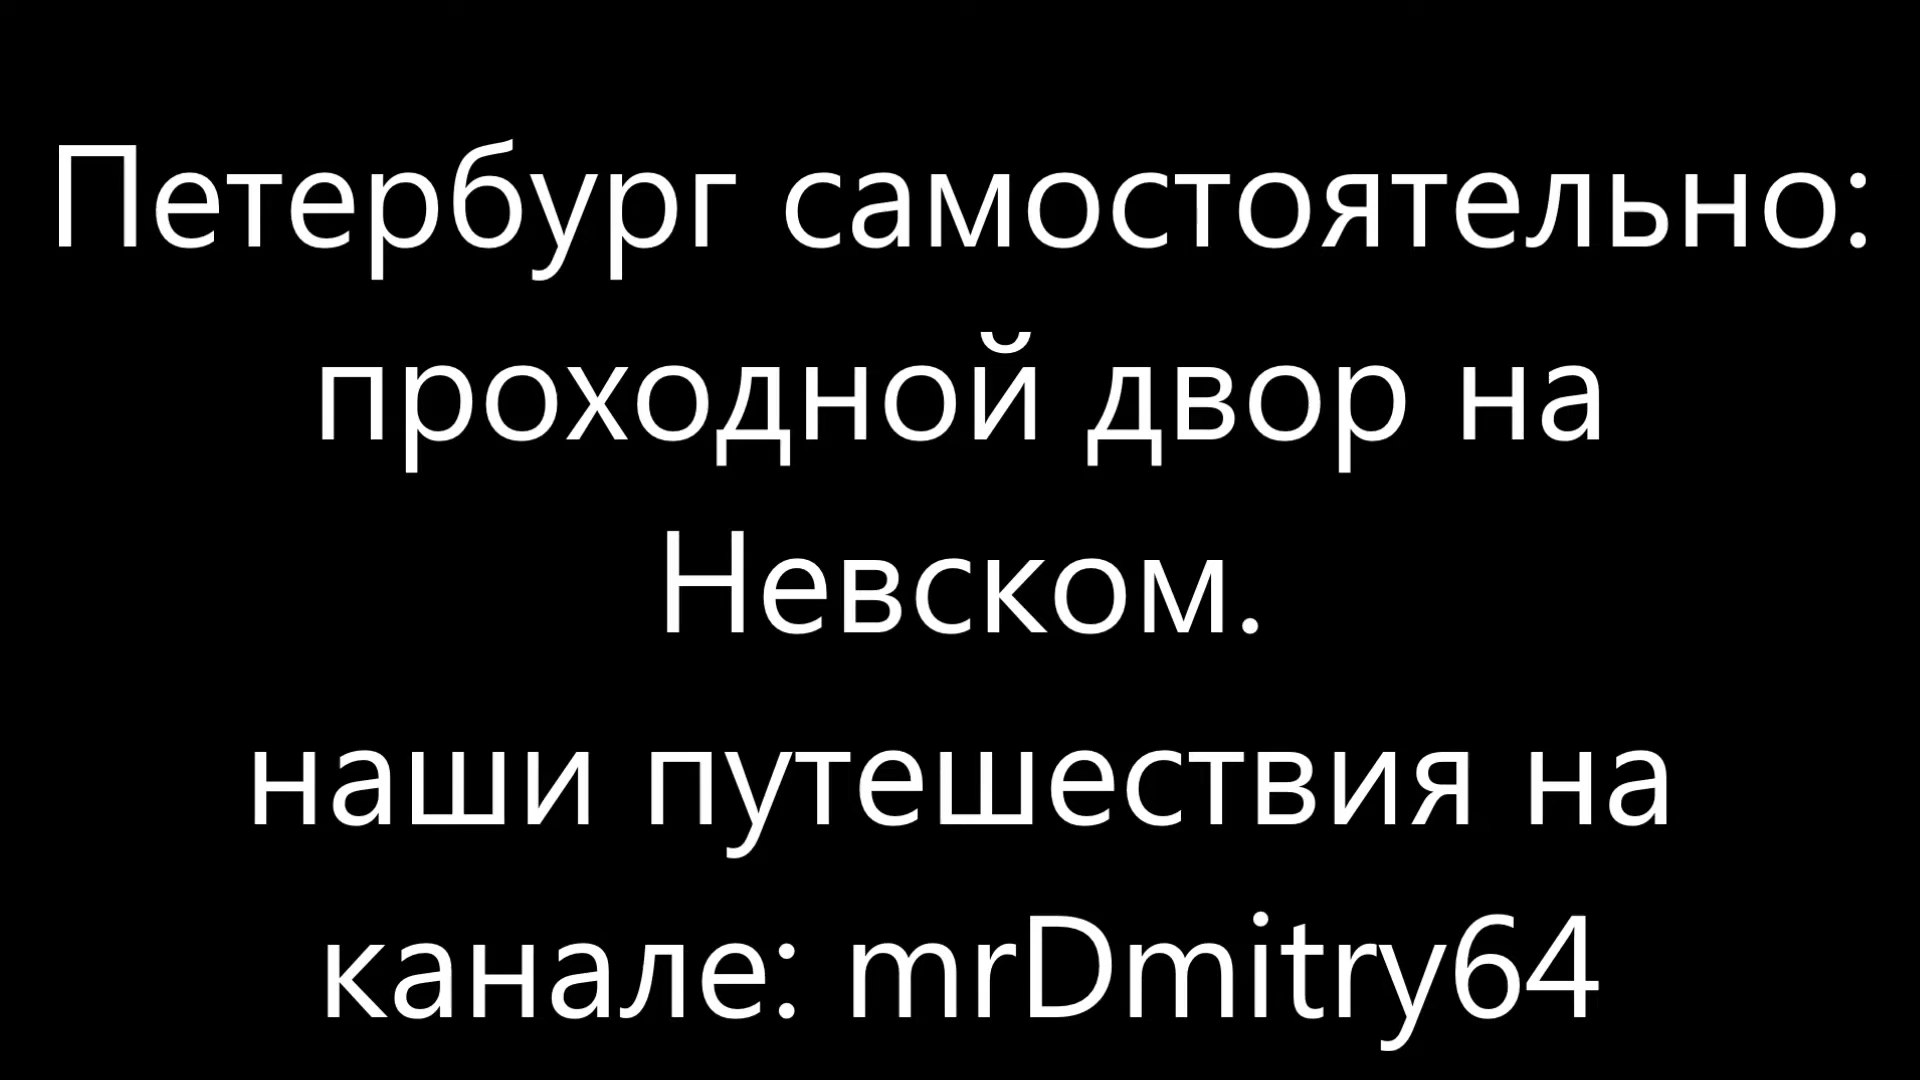 Петербург самостоятельно:
проходной двор на
Невском.
наши путешествия на
канале: mrDmitry64